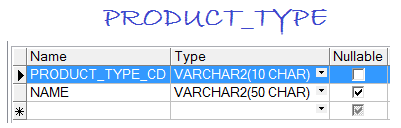 PRODUCT_TYPE
Name Type Nullable
PRODUCT_TYPE_CD VARCHAR2(10 CHAR)
NAME VARCHAR2(50 CHAR)